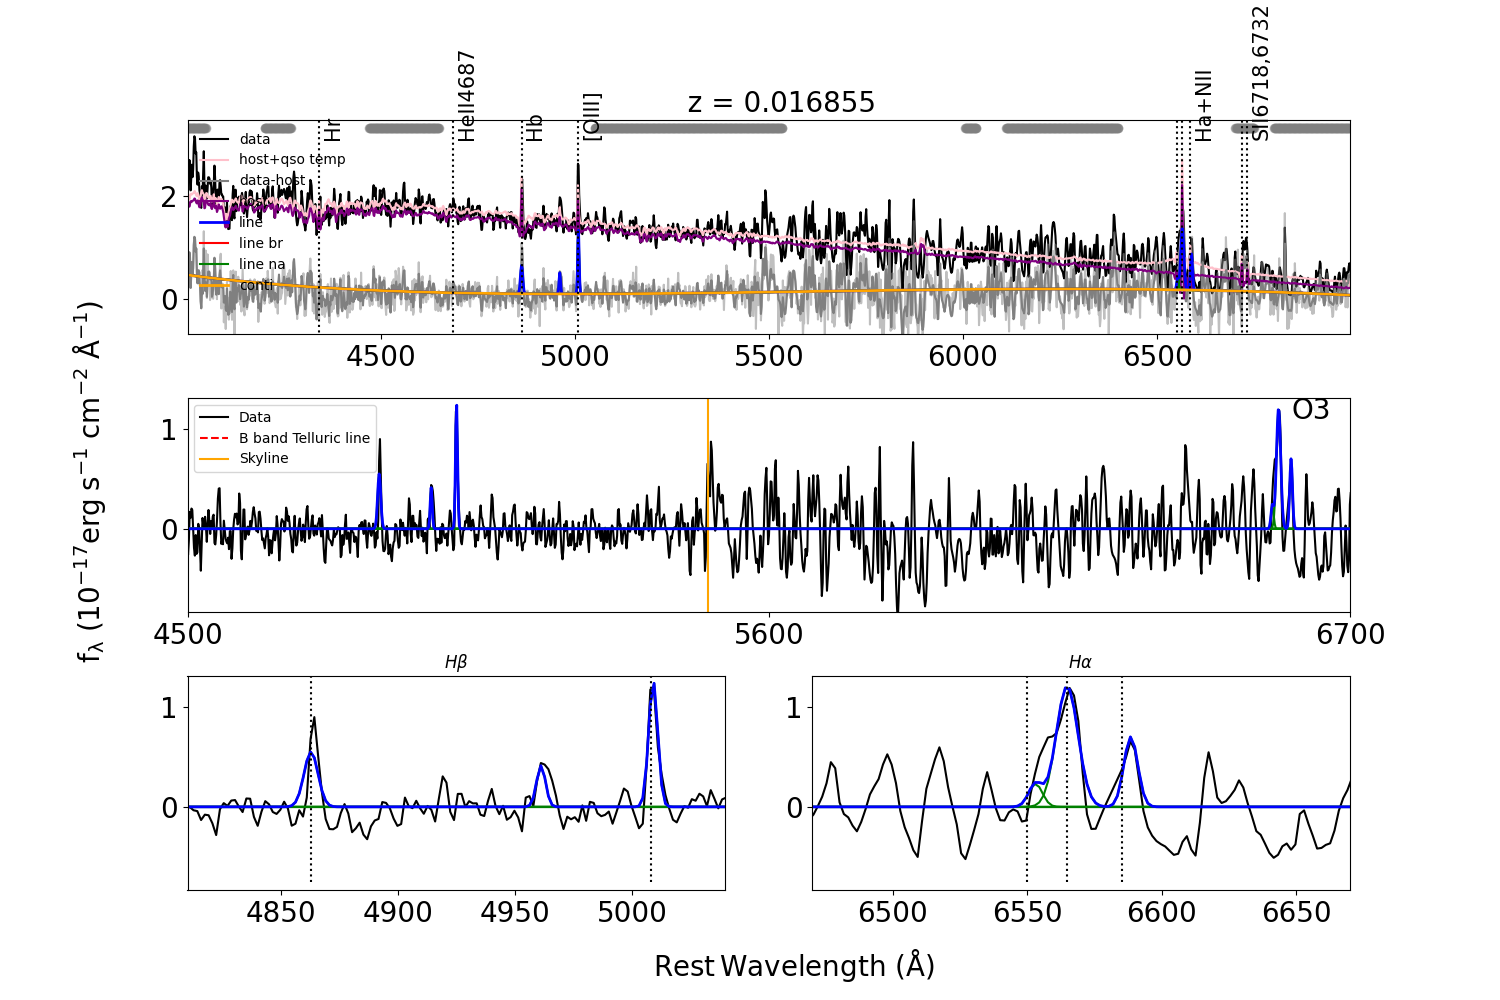 z = 0.016855
Hr
HeII4687
Hb
[OIII]
Ha+NII
SII6718,6732
data
host+qso temp
data-host
host
line
line br
line na
conti
2
0
4500
5000
5500
6000
6500
f_λ (10^{−17} erg s^{−1} cm^{−2} Å^{−1})
Data
B band Telluric line
Skyline
O3
1
0
4500
5600
6700
Hβ
1
0
4850
4900
4950
5000
Hα
1
0
6500
6550
6600
6650
Rest Wavelength (Å)